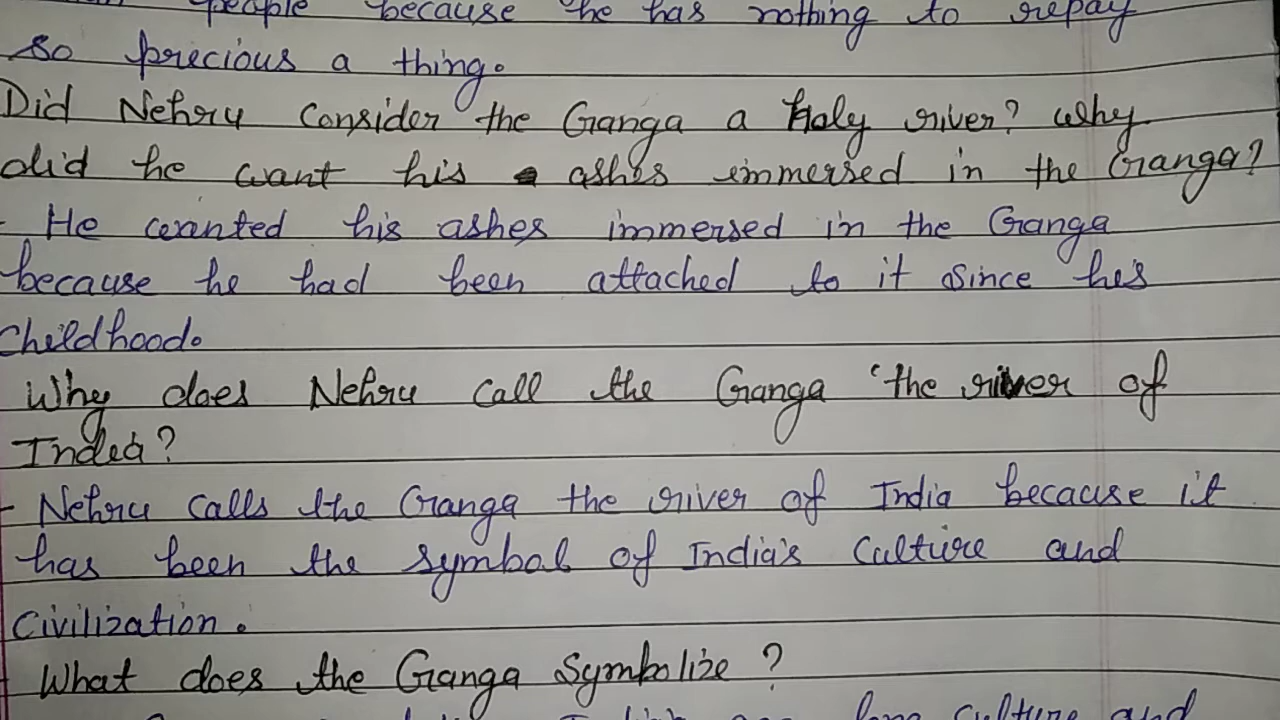 people because he has nothing to repay
so precious a thing.
Did Nehru consider the Ganga a Holy river? Why
did he want his ashes immersed in the Ganga?
- He wanted his ashes immersed in the Ganga
because he had been attached to it since his
childhood.
Why does Nehru call the Ganga 'the river of
India?
- Nehru calls the Ganga the river of India because it
has been the symbol of India's culture and
civilization.
What does the Ganga Symbolize?
long culture and